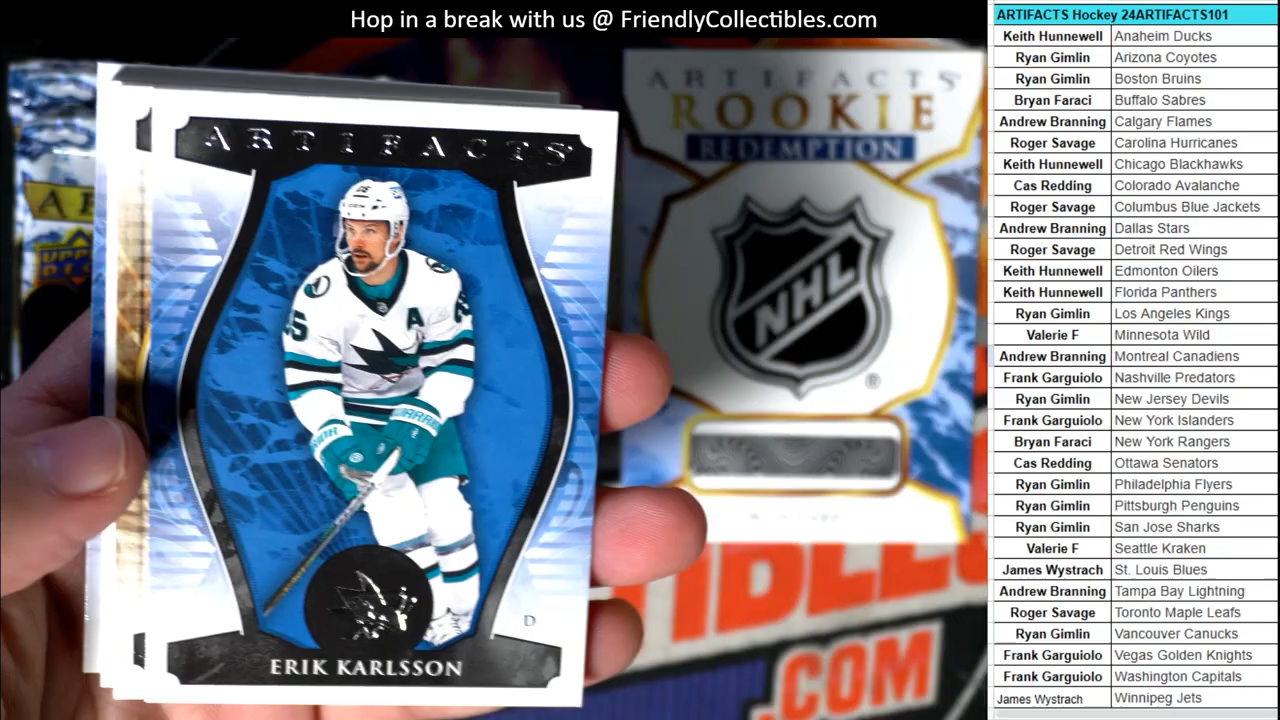 Hop in a break with us @ FriendlyCollectibles.com
ARTIFACTS
ERIK KARLSSON
D
A
ARTIFACTS
ROOKIE
REDEMPTION
NHL
®
.COM
ARTIFACTS Hockey 24ARTIFACTS101
Keith Hunnewell Anaheim Ducks
Ryan Gimlin Arizona Coyotes
Ryan Gimlin Boston Bruins
Bryan Faraci Buffalo Sabres
Andrew Branning Calgary Flames
Roger Savage Carolina Hurricanes
Keith Hunnewell Chicago Blackhawks
Cas Redding Colorado Avalanche
Roger Savage Columbus Blue Jackets
Andrew Branning Dallas Stars
Roger Savage Detroit Red Wings
Keith Hunnewell Edmonton Oilers
Keith Hunnewell Florida Panthers
Ryan Gimlin Los Angeles Kings
Valerie F Minnesota Wild
Andrew Branning Montreal Canadiens
Frank Garguiolo Nashville Predators
Ryan Gimlin New Jersey Devils
Frank Garguiolo New York Islanders
Bryan Faraci New York Rangers
Cas Redding Ottawa Senators
Ryan Gimlin Philadelphia Flyers
Ryan Gimlin Pittsburgh Penguins
Ryan Gimlin San Jose Sharks
Valerie F Seattle Kraken
James Wystrach St. Louis Blues
Andrew Branning Tampa Bay Lightning
Roger Savage Toronto Maple Leafs
Ryan Gimlin Vancouver Canucks
Frank Garguiolo Vegas Golden Knights
Frank Garguiolo Washington Capitals
James Wystrach Winnipeg Jets